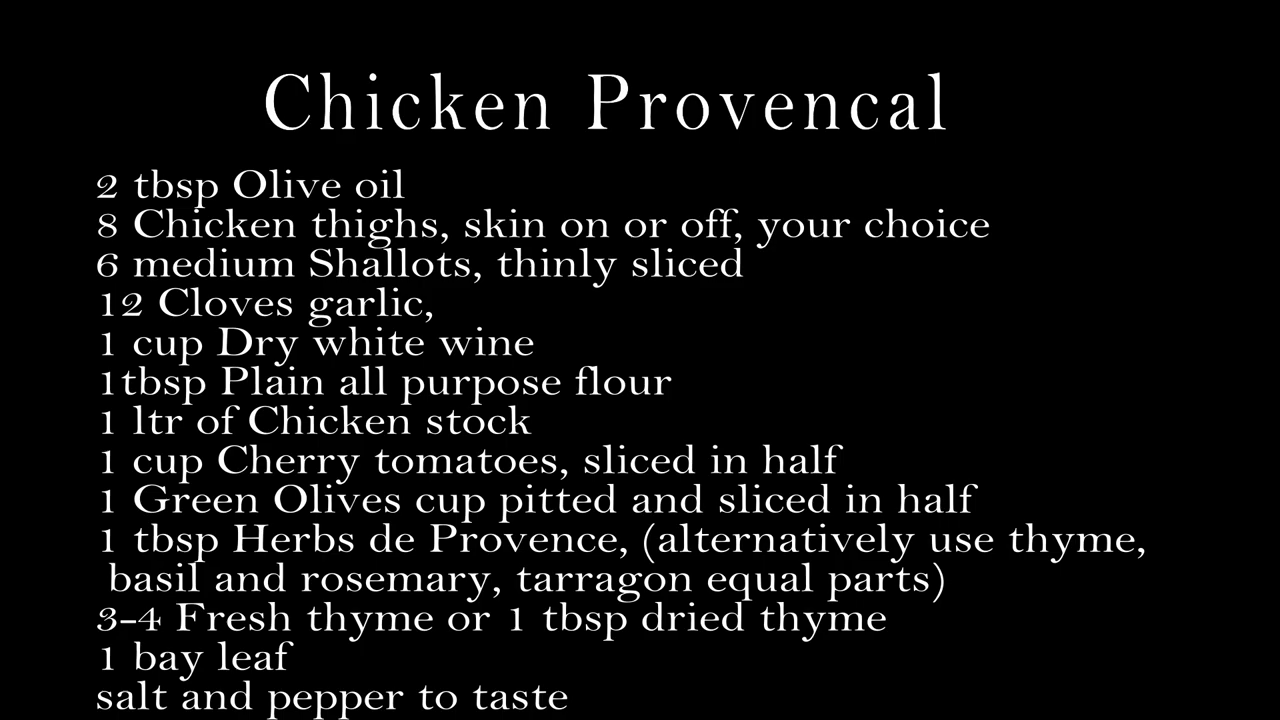 Chicken Provencal
2 tbsp Olive oil
8 Chicken thighs, skin on or off, your choice
6 medium Shallots, thinly sliced
12 Cloves garlic,
1 cup Dry white wine
1tbsp Plain all purpose flour
1 ltr of Chicken stock
1 cup Cherry tomatoes, sliced in half
1 Green Olives cup pitted and sliced in half
1 tbsp Herbs de Provence, (alternatively use thyme,
basil and rosemary, tarragon equal parts)
3-4 Fresh thyme or 1 tbsp dried thyme
1 bay leaf
salt and pepper to taste